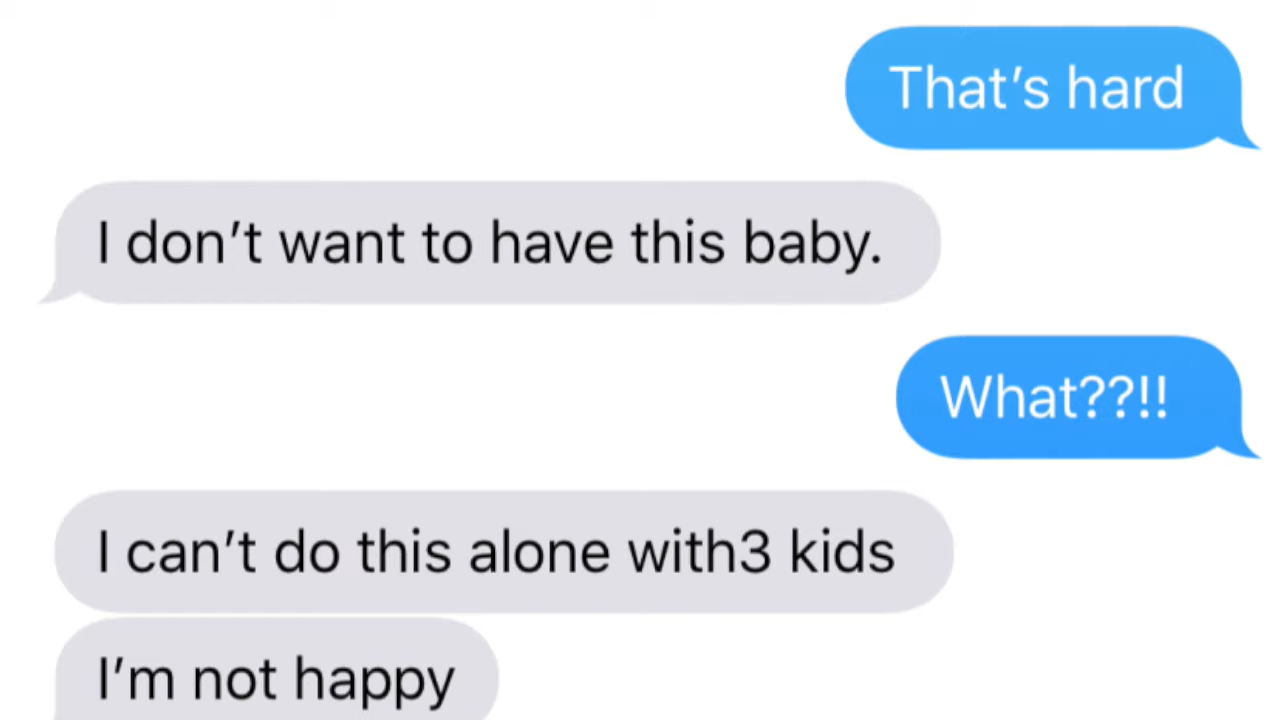 That’s hard
I don’t want to have this baby.
What??!!
I can’t do this alone with3 kids
I’m not happy